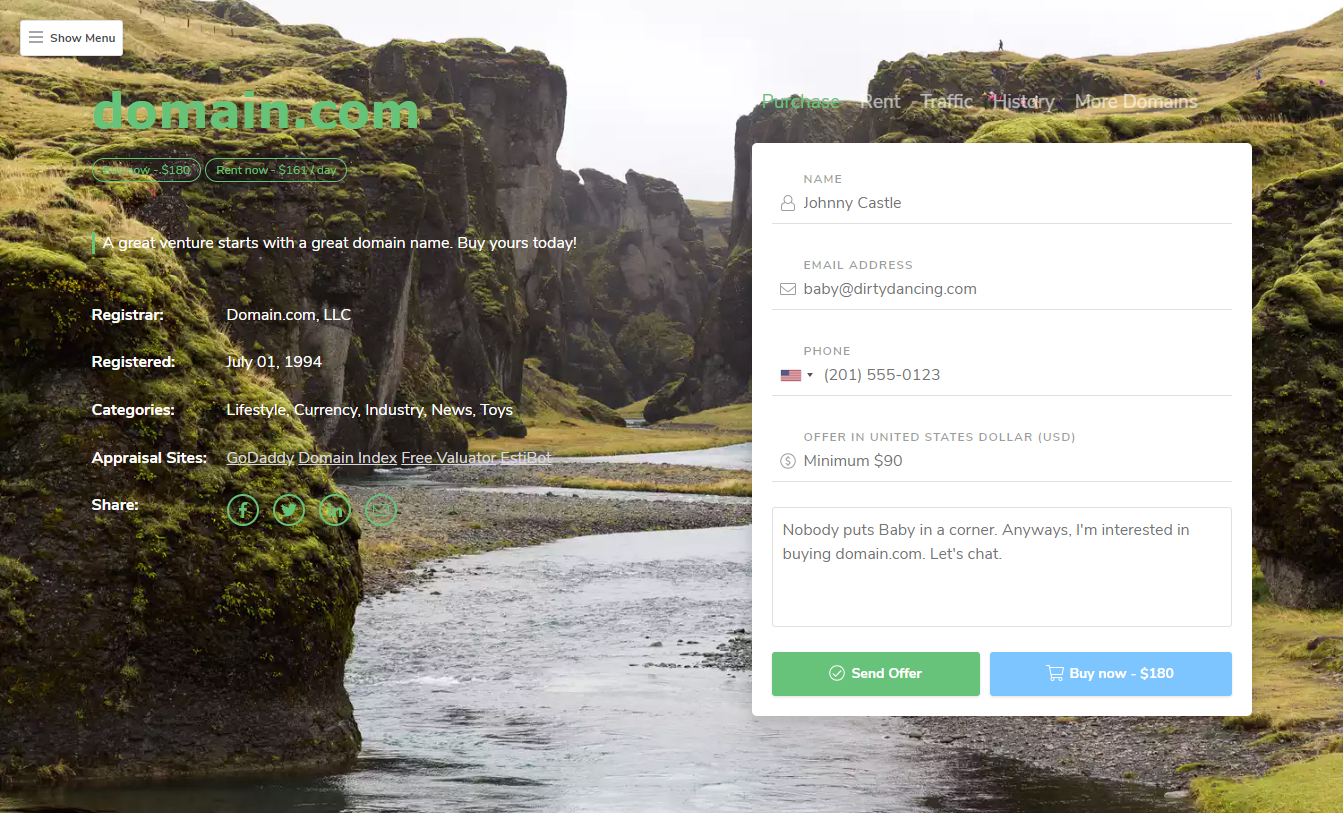 Show Menu
domain.com
Purchase Rent Traffic History More Domains
Buy now - $180 Rent now - $161 / day
A great venture starts with a great domain name. Buy yours today!
Registrar: Domain.com, LLC
Registered: July 01, 1994
Categories: Lifestyle, Currency, Industry, News, Toys
Appraisal Sites: GoDaddy Domain Index Free Valuator EstiBot
Share:
NAME
Johnny Castle
EMAIL ADDRESS
baby@dirtydancing.com
PHONE
(201) 555-0123
OFFER IN UNITED STATES DOLLAR (USD)
Minimum $90
Nobody puts Baby in a corner. Anyways, I'm interested in
buying domain.com. Let's chat.
Send Offer Buy now - $180